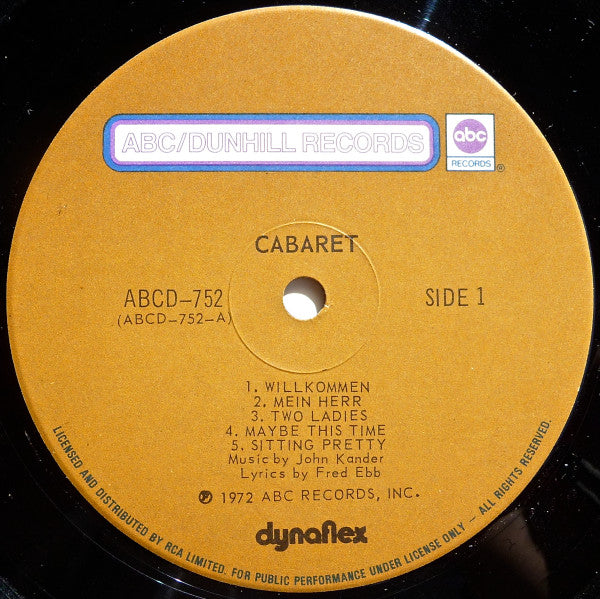 ABC/DUNHILL RECORDS
abc
RECORDS ®
CABARET
ABCD-752
(ABCD-752-A)
SIDE 1
1. WILLKOMMEN
2. MEIN HERR
3. TWO LADIES
4. MAYBE THIS TIME
5. SITTING PRETTY
Music by John Kander
Lyrics by Fred Ebb
℗ 1972 ABC RECORDS, INC.
dynaflex
LICENSED AND DISTRIBUTED BY RCA LIMITED. FOR PUBLIC PERFORMANCE UNDER LICENSE ONLY - ALL RIGHTS RESERVED.